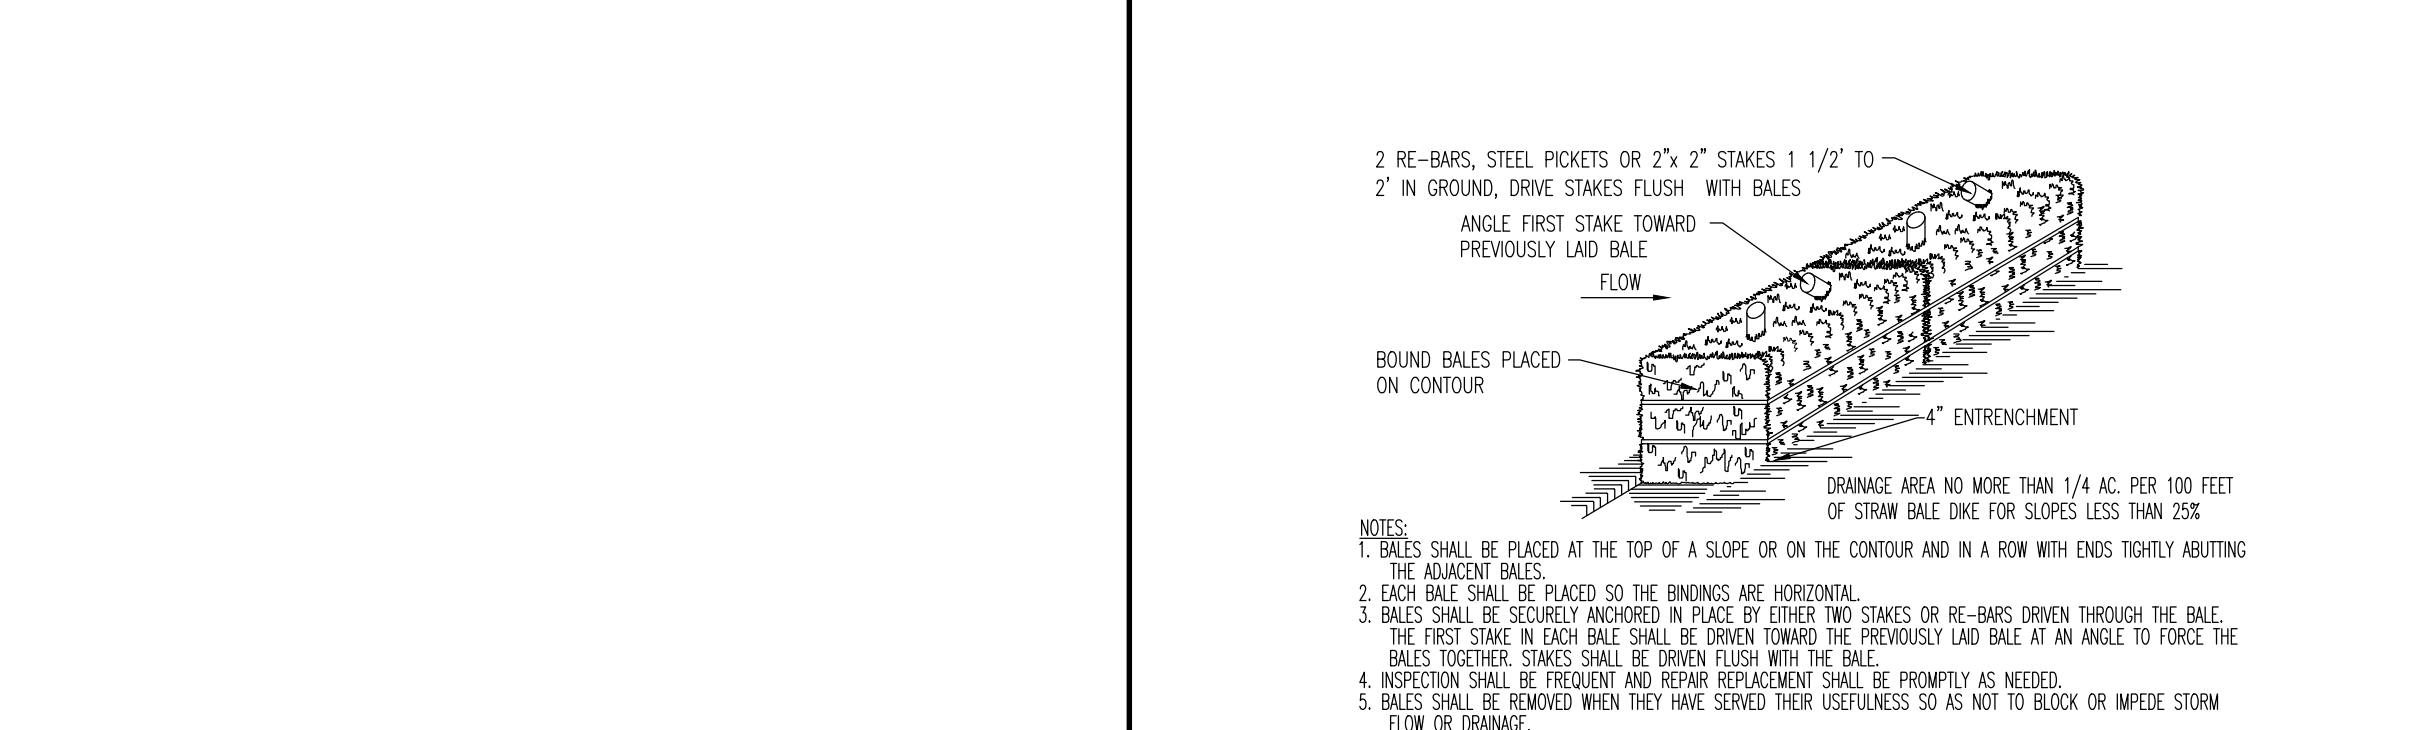 2 RE-BARS, STEEL PICKETS OR 2"x 2" STAKES 1 1/2' TO
2' IN GROUND, DRIVE STAKES FLUSH WITH BALES
ANGLE FIRST STAKE TOWARD
PREVIOUSLY LAID BALE
FLOW
BOUND BALES PLACED
ON CONTOUR
4" ENTRENCHMENT
DRAINAGE AREA NO MORE THAN 1/4 AC. PER 100 FEET
OF STRAW BALE DIKE FOR SLOPES LESS THAN 25%
NOTES:
1. BALES SHALL BE PLACED AT THE TOP OF A SLOPE OR ON THE CONTOUR AND IN A ROW WITH ENDS TIGHTLY ABUTTING
THE ADJACENT BALES.
2. EACH BALE SHALL BE PLACED SO THE BINDINGS ARE HORIZONTAL.
3. BALES SHALL BE SECURELY ANCHORED IN PLACE BY EITHER TWO STAKES OR RE-BARS DRIVEN THROUGH THE BALE.
THE FIRST STAKE IN EACH BALE SHALL BE DRIVEN TOWARD THE PREVIOUSLY LAID BALE AT AN ANGLE TO FORCE THE
BALES TOGETHER. STAKES SHALL BE DRIVEN FLUSH WITH THE BALE.
4. INSPECTION SHALL BE FREQUENT AND REPAIR REPLACEMENT SHALL BE PROMPTLY AS NEEDED.
5. BALES SHALL BE REMOVED WHEN THEY HAVE SERVED THEIR USEFULNESS SO AS NOT TO BLOCK OR IMPEDE STORM
FLOW OR DRAINAGE.